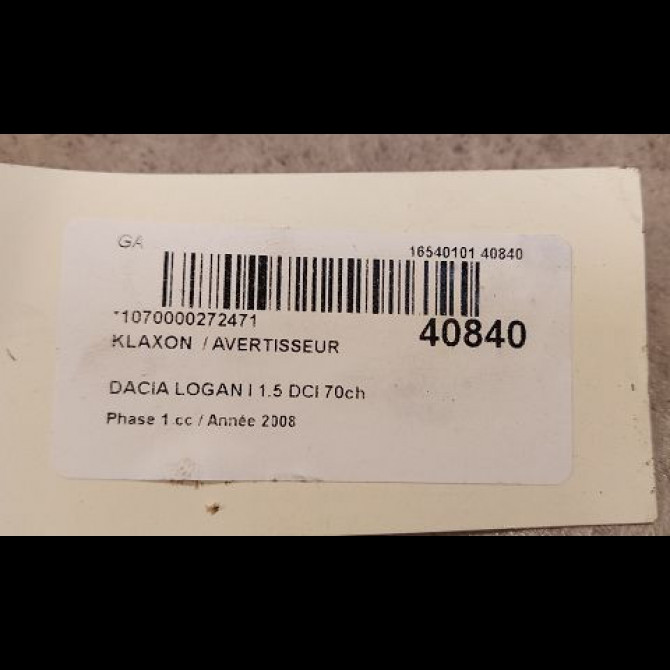 GA
16540101 40840
*1070000272471
40840
KLAXON / AVERTISSEUR
DACIA LOGAN I 1.5 DCI 70ch
Phase 1 cc / Année 2008